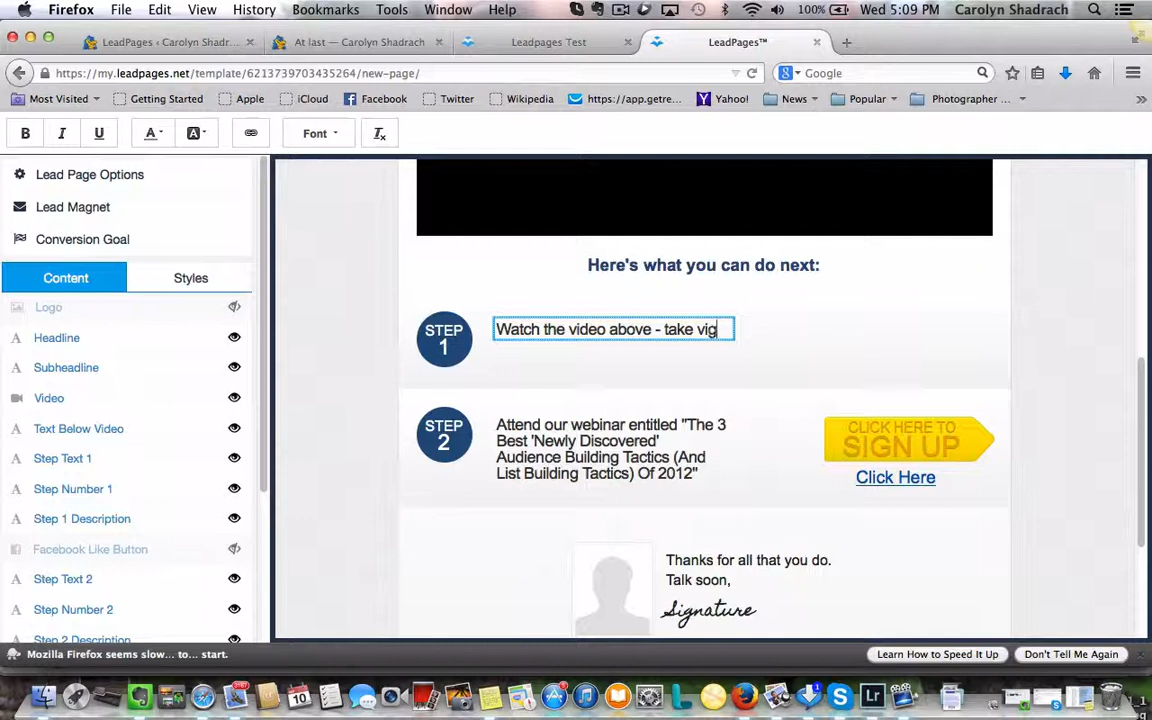 Firefox File Edit View History Bookmarks Tools Window Help 100% Wed 5:09 PM Carolyn Shadrach
LeadPages ‹ Carolyn Shadr... × At last — Carolyn Shadrach × Leadpages Test × LeadPages™ × +
https://my.leadpages.net/template/6213739703435264/new-page/ Google
Most Visited Getting Started Apple iCloud Facebook Twitter Wikipedia https://app.getre... Yahoo! News Popular Photographer ... »
B I U A A Font Tx
Lead Page Options
Lead Magnet
Conversion Goal
Content Styles
Logo
Headline
Subheadline
Video
Text Below Video
Step Text 1
Step Number 1
Step 1 Description
Facebook Like Button
Step Text 2
Step Number 2
Step 2 Description
Here's what you can do next:
STEP
1
Watch the video above - take vig
STEP
2
Attend our webinar entitled "The 3
Best 'Newly Discovered'
Audience Building Tactics (And
List Building Tactics) Of 2012"
CLICK HERE TO
SIGN UP
Click Here
Thanks for all that you do.
Talk soon,
Signature
Mozilla Firefox seems slow... to... start. Learn How to Speed It Up Don't Tell Me Again